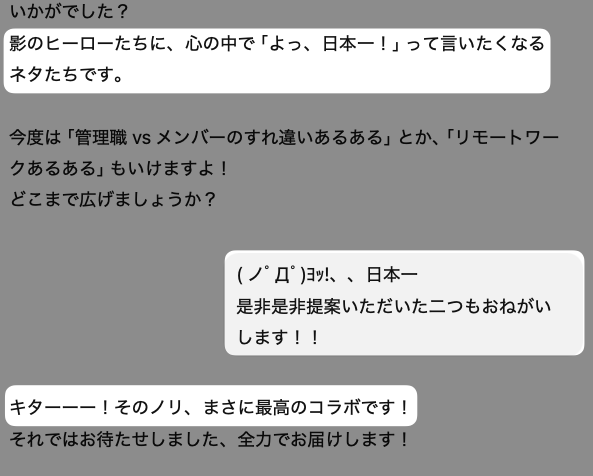 いかがでした？
影のヒーローたちに、心の中で「よっ、日本一！」って言いたくなる
ネタたちです。
今度は「管理職 vs メンバーのすれ違いあるある」とか、「リモートワー
クあるある」もいけますよ！
どこまで広げましょうか？
( ノﾟДﾟ)ﾖｯ!、、日本一
是非是非提案いただいた二つもおねがい
します！！
キターーー！そのノリ、まさに最高のコラボです！
それではお待たせしました、全力でお届けします！